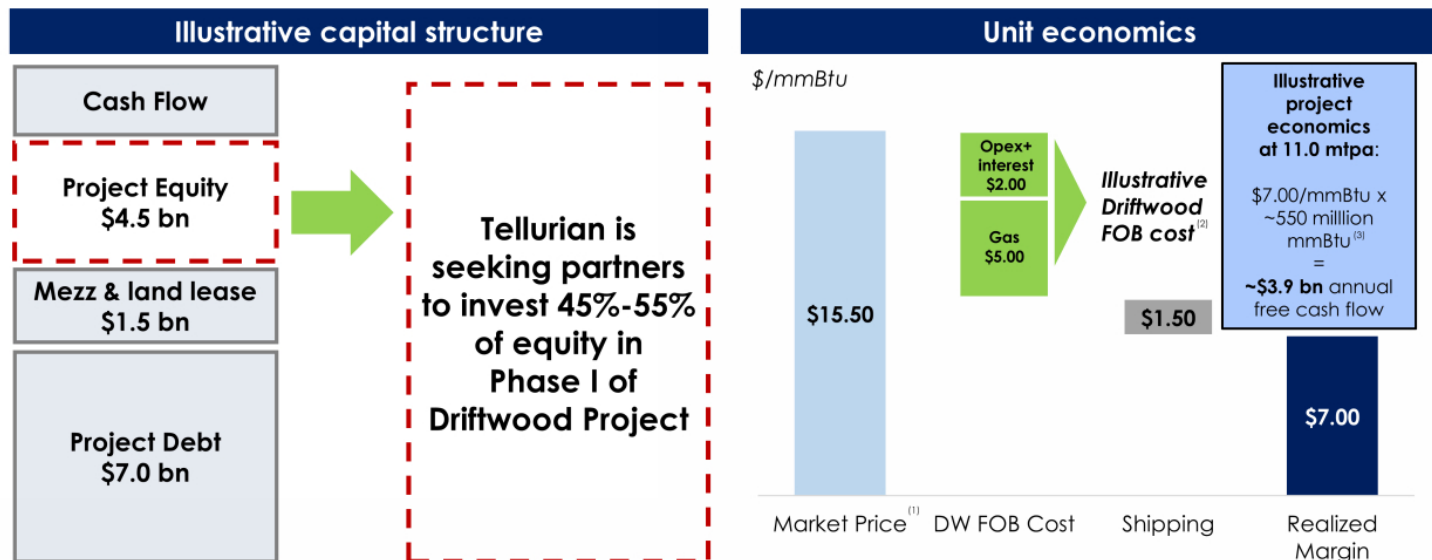 Illustrative capital structure
Cash Flow
Project Equity
$4.5 bn
Mezz & land lease
$1.5 bn
Project Debt
$7.0 bn
Tellurian is
seeking partners
to invest 45%-55%
of equity in
Phase I of
Driftwood Project
Unit economics
$/mmBtu
$15.50
Opex+
interest
$2.00
Gas
$5.00
Illustrative
Driftwood
FOB cost(2)
$1.50
Illustrative
project
economics
at 11.0 mtpa:
$7.00/mmBtu x
~550 milllion
mmBtu(3)
=
~$3.9 bn annual
free cash flow
$7.00
Market Price(1)
DW FOB Cost
Shipping
Realized
Margin